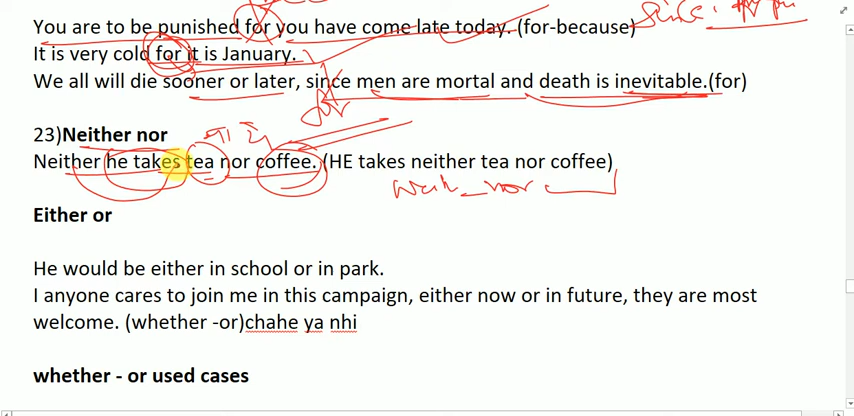 You are to be punished for you have come late today. (for-because)
It is very cold for it is January.
We all will die sooner or later, since men are mortal and death is inevitable.(for)
23)Neither nor
Neither he takes tea nor coffee. (HE takes neither tea nor coffee)
nor
Either or
He would be either in school or in park.
I anyone cares to join me in this campaign, either now or in future, they are most
welcome. (whether -or)chahe ya nhi
whether - or used cases